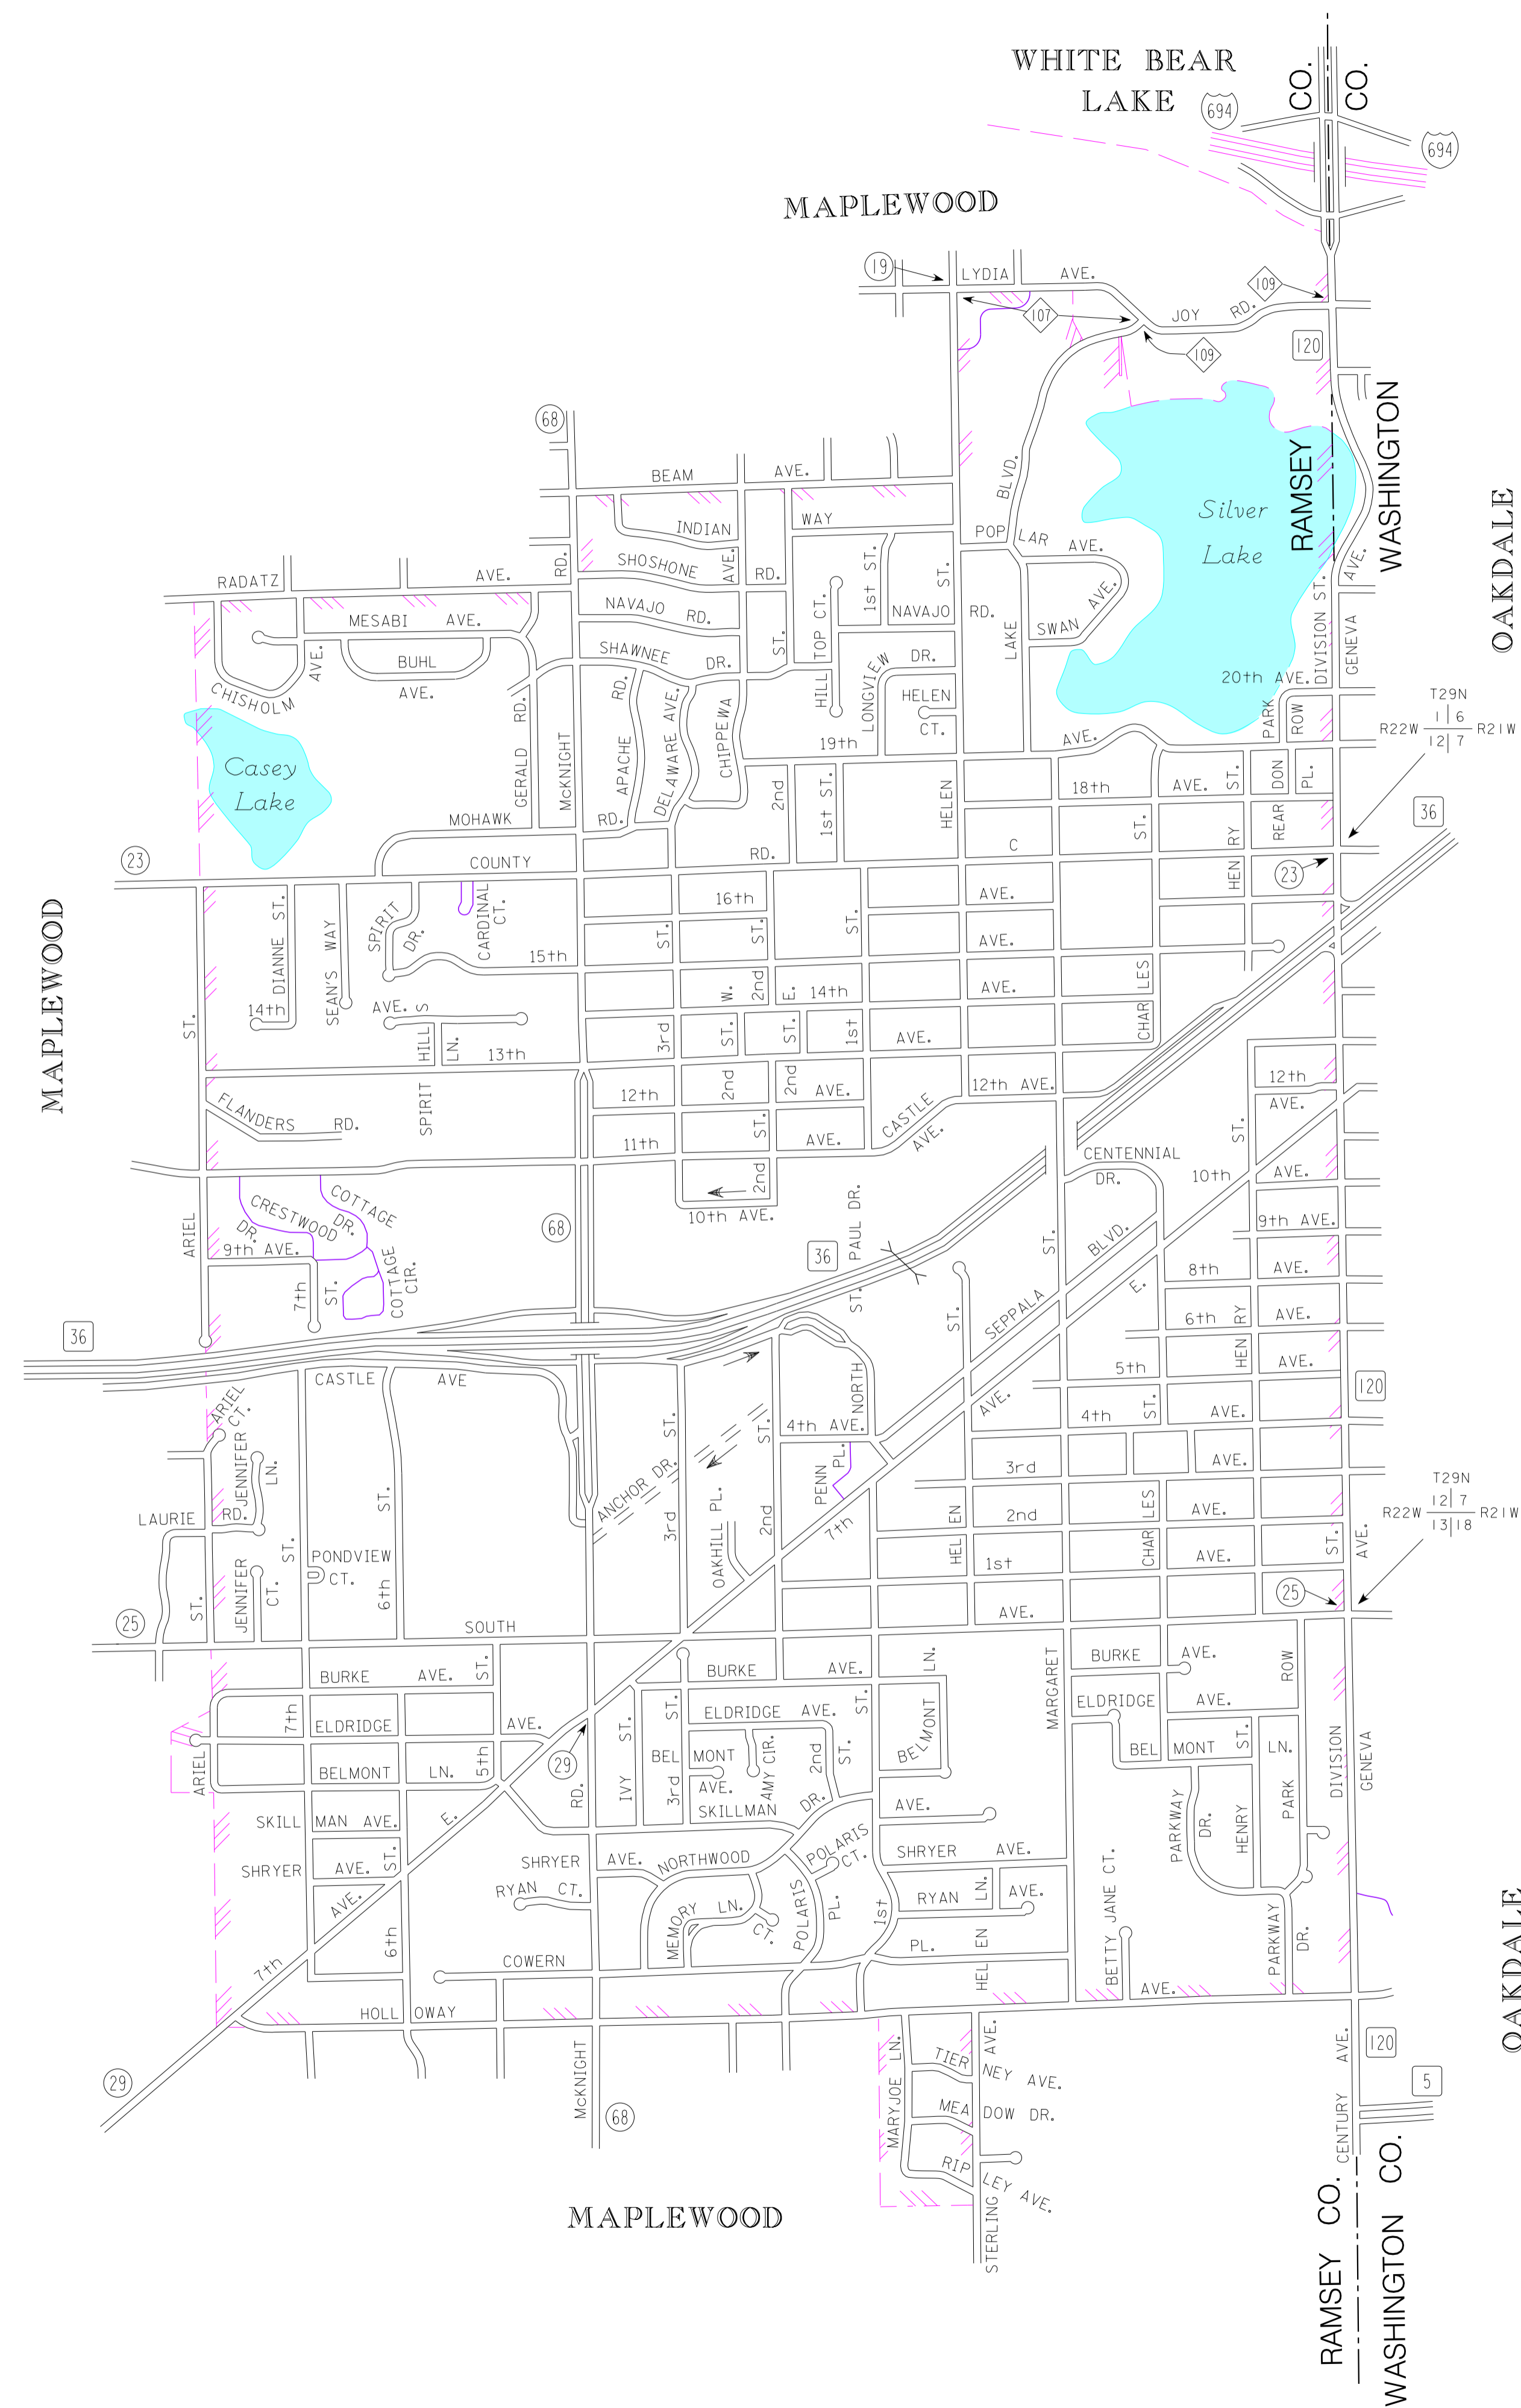 WHITE BEAR
LAKE
694
CO.
CO.
694
MAPLEWOOD
19
LYDIA AVE.
109
107
JOY RD.
109
120
68
BEAM AVE.
BLVD.
RAMSEY
WASHINGTON
OAKDALE
Silver
Lake
INDIAN WAY
POP LAR AVE.
SHOSHONE RD.
AVE.
RADATZ AVE.
RD.
NAVAJO RD.
NAVAJO RD.
1st ST.
ST.
HILL TOP CT.
SWAN AVE.
LAKE
MESABI AVE.
BUHL
AVE.
AVE.
CHISHOLM
SHAWNEE DR.
ST.
LONGVIEW DR.
HELEN
CT.
DIVISION ST.
GENEVA AVE.
20th AVE.
PARK ROW
T29N
1 6
R22W R21W
12 7
Casey
Lake
GERALD RD.
McKNIGHT
APACHE RD.
DELAWARE AVE.
CHIPPEWA
19th AVE.
2nd
1st ST.
HELEN
18th AVE.
ST.
DON PL.
REAR
MOHAWK RD.
36
23
COUNTY RD. C
ST.
HEN RY
23
16th AVE.
MAPLEWOOD
DIANNE ST.
SEAN'S WAY
SPIRIT DR.
CARDINAL
CT.
15th AVE.
ST.
ST.
ST.
14th AVE. S
W. 2nd E. 14th AVE.
CHAR LES
ST.
SPIRIT HILL LN.
13th AVE.
3rd
ST.
ST.
1st
12th AVE.
2nd
2nd
12th AVE.
12th
AVE.
FLANDERS RD.
11th AVE.
ST.
CASTLE
AVE.
CENTENNIAL
DR.
ST.
10th AVE.
2nd
10th AVE.
ARIEL
CRESTWOOD
DR.
COTTAGE
DR.
COTTAGE
CIR.
9th AVE.
7th ST.
68
36
PAUL DR.
ST.
9th AVE.
BLVD.
ST.
8th AVE.
36
SEPPALA
E.
6th AVE.
HEN RY
5th AVE.
ST.
CASTLE AVE
ARIEL
CT.
NORTH
4th AVE.
AVE.
4th AVE.
ST.
120
JENNIFER
LN.
LAURIE RD.
ANCHOR DR.
ST.
ST.
PENN PL.
3rd AVE.
T29N
12 7
R22W R21W
13 18
PONDVIEW
CT.
ST.
ST.
6th
3rd
OAKHILL PL.
2nd
7th
HEL EN
2nd AVE.
CHAR LES
1st AVE.
ST.
AVE.
JENNIFER
CT.
ST.
25
SOUTH AVE.
25
BURKE AVE.
ST.
BURKE AVE.
LN.
MARGARET
BURKE AVE.
ROW
7th
ELDRIDGE AVE.
ST.
ST.
ELDRIDGE AVE.
ST.
ELDRIDGE AVE.
BELMONT
BELMONT LN.
5th
29
BEL MONT
AVE.
AMY CIR.
2nd ST.
BEL MONT LN.
ST.
ARIEL
RD.
IVY
3rd
DIVISION
GENEVA
SKILL MAN AVE.
E.
SKILLMAN AVE.
DR.
PARKWAY
DR.
HENRY
PARK
SHRYER AVE.
ST.
SHRYER AVE.
NORTHWOOD
POLARIS
CT.
SHRYER AVE.
RYAN CT.
AVE.
MEMORY LN.
CT.
POLARIS
PL.
1st
RYAN AVE.
LN.
BETTY JANE CT.
PARKWAY
DR.
6th
7th
COWERN PL.
HEL EN
HOLL OWAY AVE.
OAKDALE
29
McKNIGHT
68
MARYJOE LN.
AVE.
TIER NEY AVE.
MEA DOW DR.
RIP LEY AVE.
STERLING
CENTURY AVE.
120
5
MAPLEWOOD
RAMSEY CO.
WASHINGTON CO.